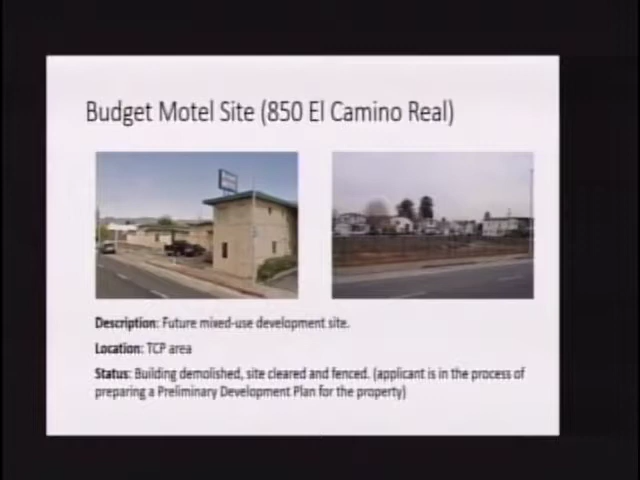 Budget Motel Site (850 El Camino Real)
Description: Future mixed-use development site.
Location: TCP area
Status: Building demolished, site cleared and fenced. (applicant is in the process of
preparing a Preliminary Development Plan for the property)